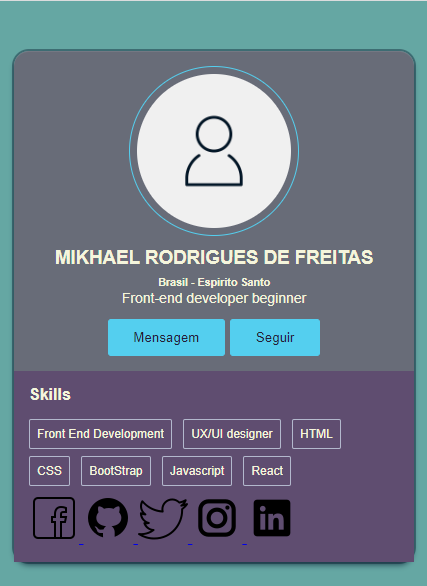 MIKHAEL RODRIGUES DE FREITAS
Brasil - Espirito Santo
Front-end developer beginner
Mensagem Seguir
Skills
Front End Development UX/UI designer HTML
CSS BootStrap Javascript React